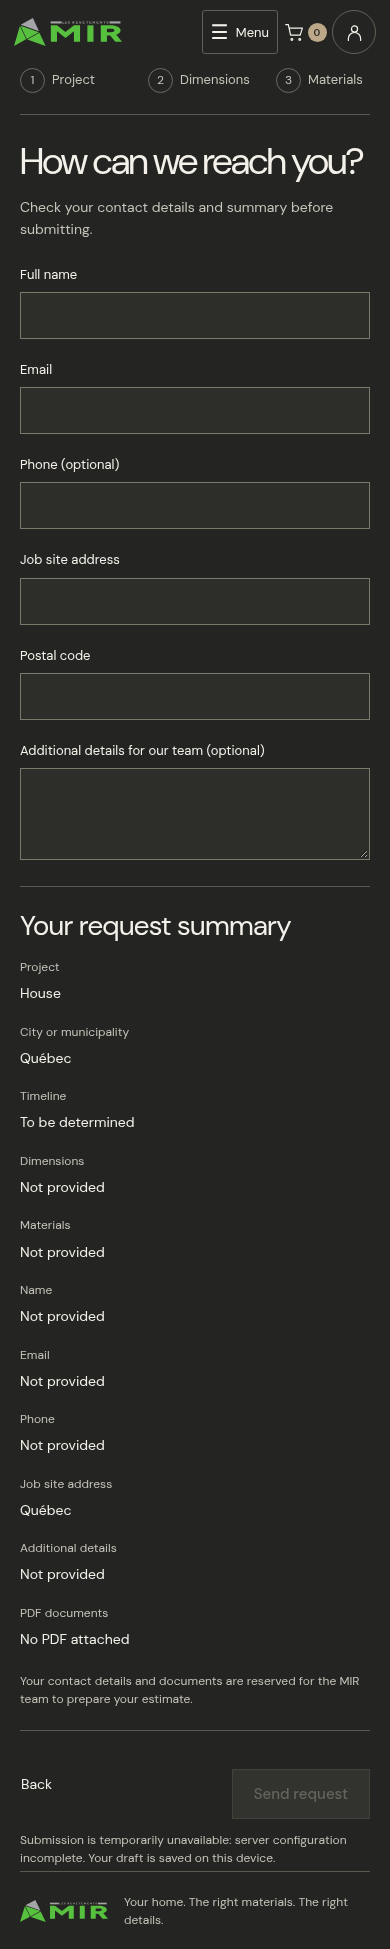 MIR
Menu
0
1 Project
2 Dimensions
3 Materials
How can we reach you?
Check your contact details and summary before
submitting.
Full name
Email
Phone (optional)
Job site address
Postal code
Additional details for our team (optional)
Your request summary
Project
House
City or municipality
Québec
Timeline
To be determined
Dimensions
Not provided
Materials
Not provided
Name
Not provided
Email
Not provided
Phone
Not provided
Job site address
Québec
Additional details
Not provided
PDF documents
No PDF attached
Your contact details and documents are reserved for the MIR
team to prepare your estimate.
Back
Send request
Submission is temporarily unavailable: server configuration
incomplete. Your draft is saved on this device.
MIR
Your home. The right materials. The right
details.